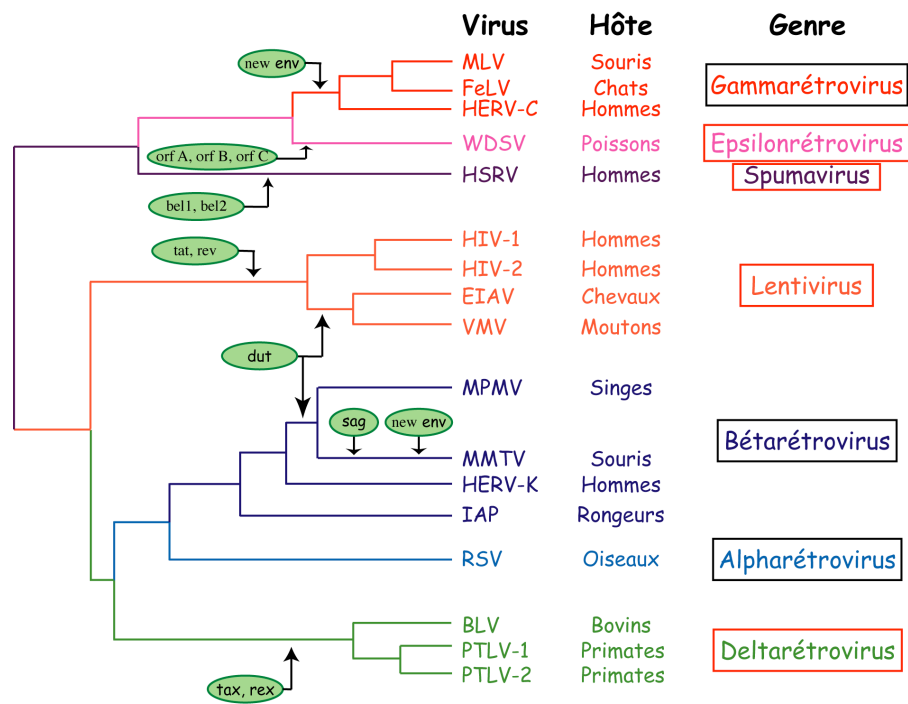 Virus Hôte Genre
new env
MLV Souris
FeLV Chats
Gammarétrovirus
HERV-C Hommes
WDSV Poissons Epsilonrétrovirus
orf A, orf B, orf C
HSRV Hommes Spumavirus
bel1, bel2
HIV-1 Hommes
tat, rev
HIV-2 Hommes
Lentivirus
EIAV Chevaux
VMV Moutons
dut
MPMV Singes
sag new env
Bétarétrovirus
MMTV Souris
HERV-K Hommes
IAP Rongeurs
RSV Oiseaux Alpharétrovirus
BLV Bovins
PTLV-1 Primates Deltarétrovirus
PTLV-2 Primates
tax, rex